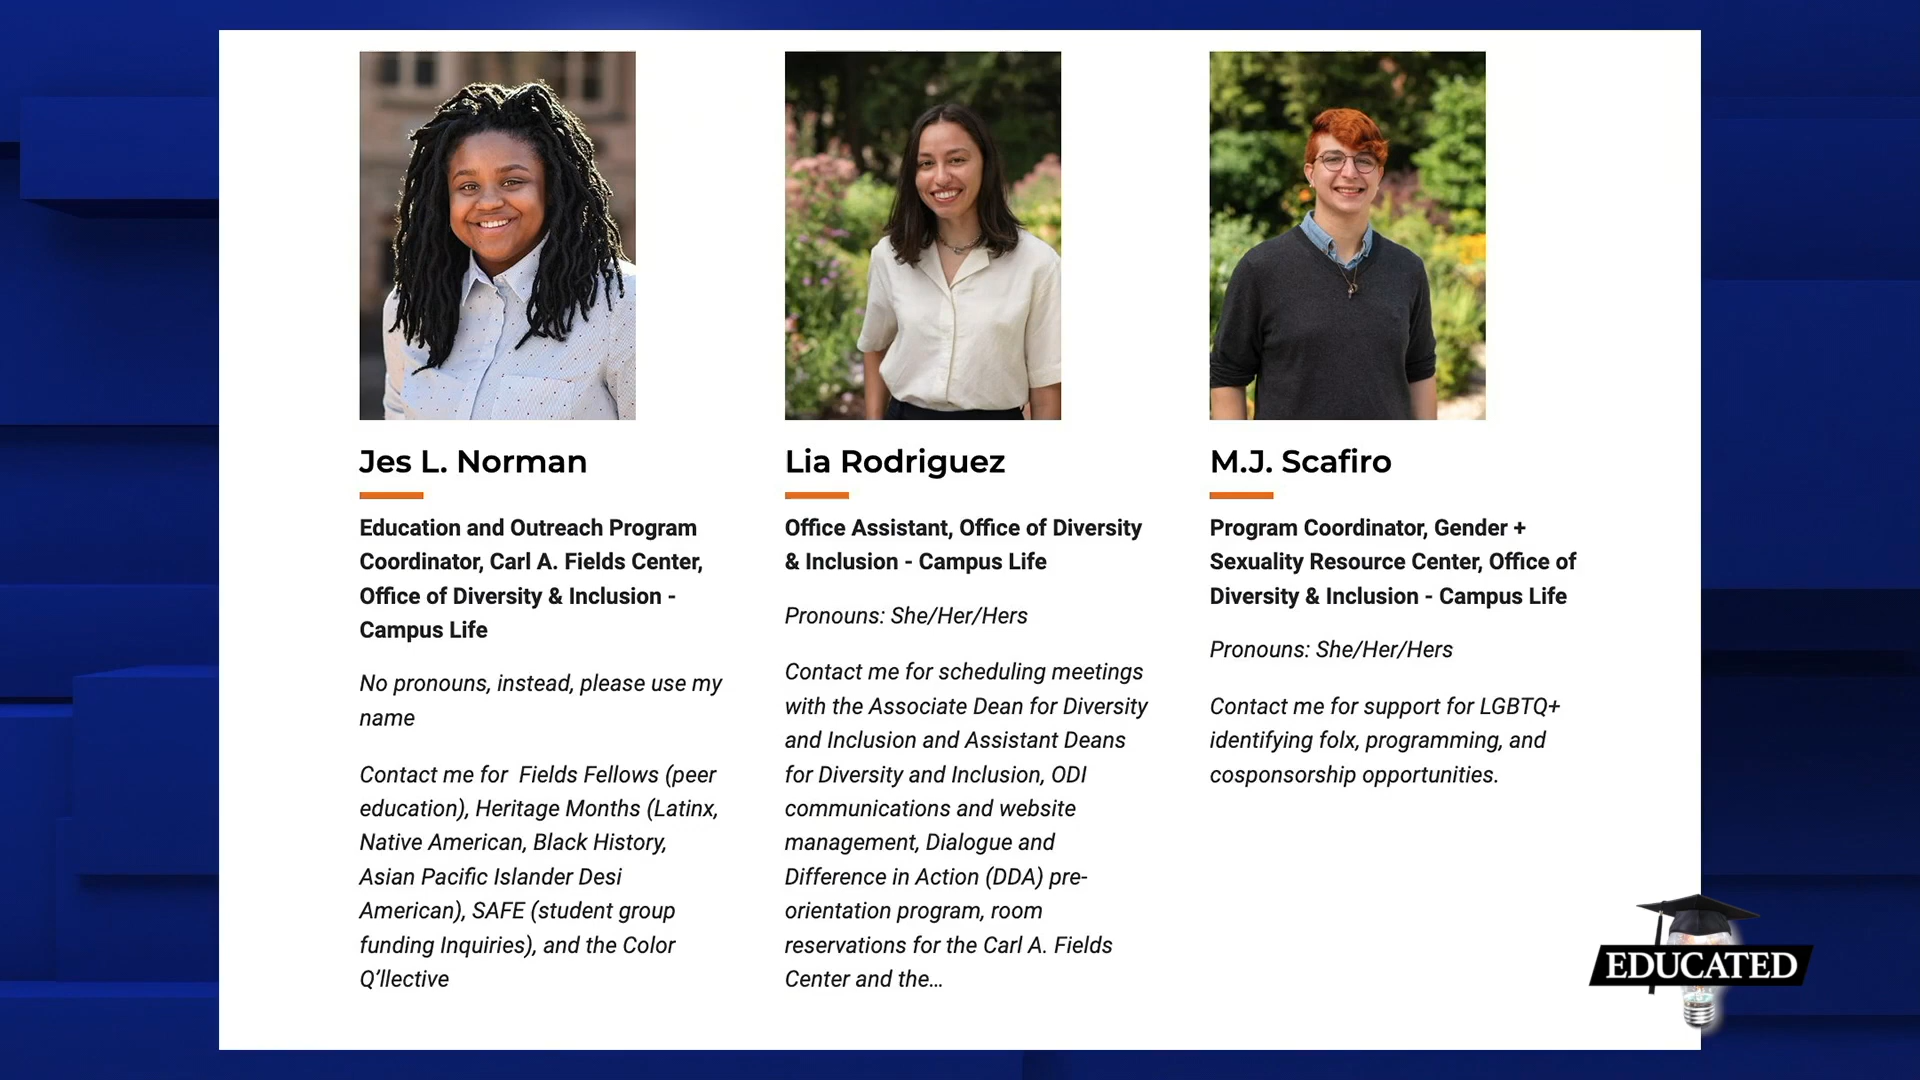 Jes L. Norman
Education and Outreach Program
Coordinator, Carl A. Fields Center,
Office of Diversity & Inclusion -
Campus Life
No pronouns, instead, please use my
name
Contact me for  Fields Fellows (peer
education), Heritage Months (Latinx,
Native American, Black History,
Asian Pacific Islander Desi
American), SAFE (student group
funding Inquiries), and the Color
Q’llective
Lia Rodriguez
Office Assistant, Office of Diversity
& Inclusion - Campus Life
Pronouns: She/Her/Hers
Contact me for scheduling meetings
with the Associate Dean for Diversity
and Inclusion and Assistant Deans
for Diversity and Inclusion, ODI
communications and website
management, Dialogue and
Difference in Action (DDA) pre-
orientation program, room
reservations for the Carl A. Fields
Center and the…
M.J. Scafiro
Program Coordinator, Gender +
Sexuality Resource Center, Office of
Diversity & Inclusion - Campus Life
Pronouns: She/Her/Hers
Contact me for support for LGBTQ+
identifying folx, programming, and
cosponsorship opportunities.
EDUCATED